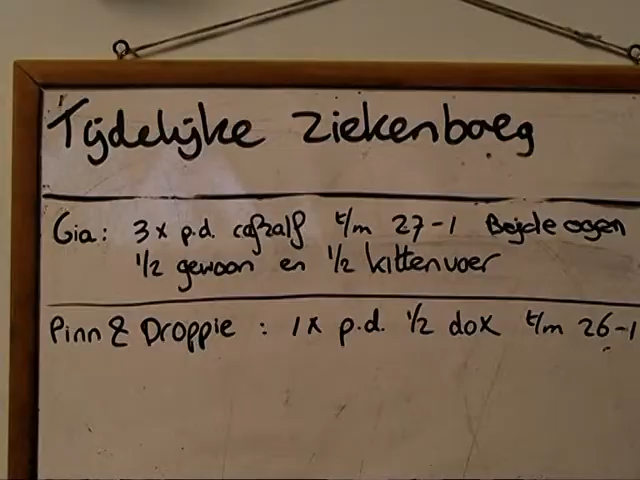 Tijdelijke ziekenboeg
Gia: 3x p.d. cafzalf t/m 27-1 Beide ogen
1/2 gewoon en 1/2 kittenvoer
Pinn & Droppie : 1x p.d. 1/2 dox t/m 26-1